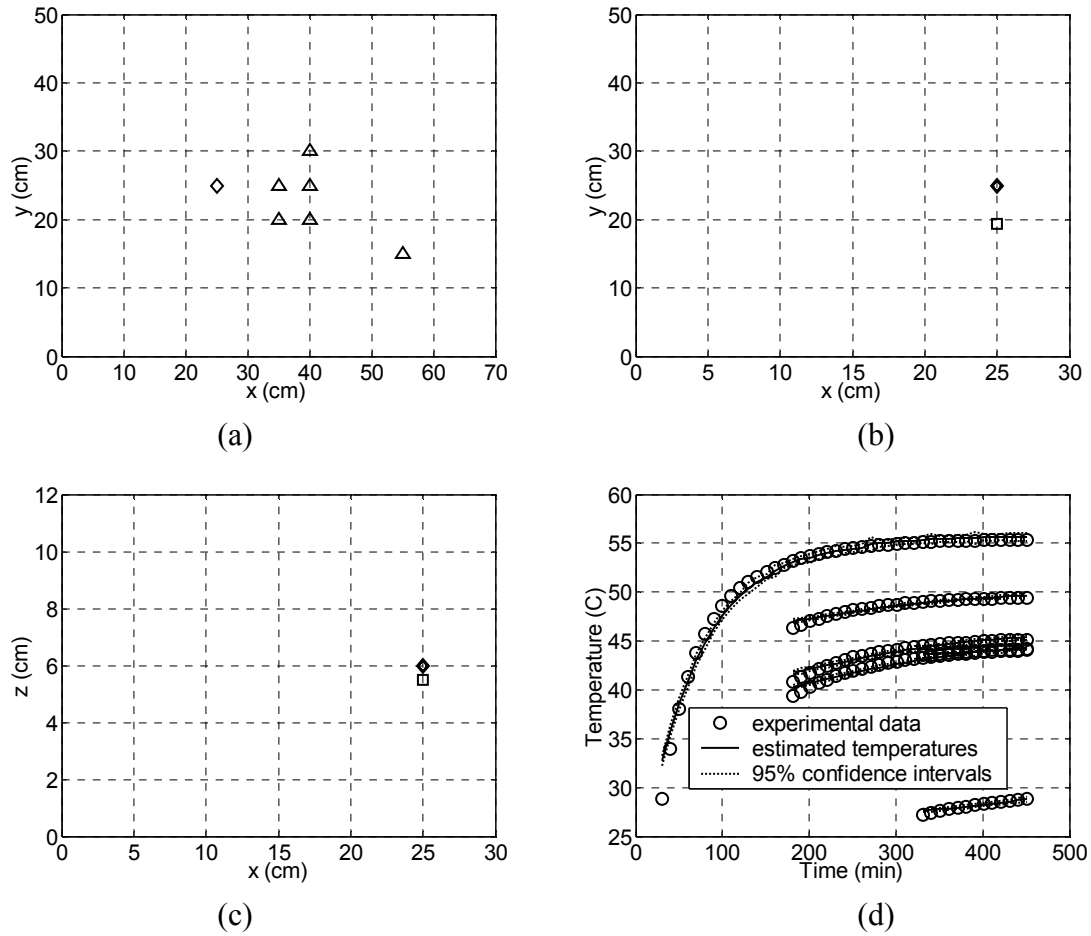 50
40
30
20
10
0
y (cm)
0 10 20 30 40 50 60 70
x (cm)
(a)
50
40
30
20
10
0
y (cm)
0 5 10 15 20 25 30
x (cm)
(b)
12
10
8
6
4
2
0
z (cm)
0 5 10 15 20 25 30
x (cm)
(c)
60
55
50
45
40
35
30
25
Temperature (C)
experimental data
estimated temperatures
95% confidence intervals
0 100 200 300 400 500
Time (min)
(d)